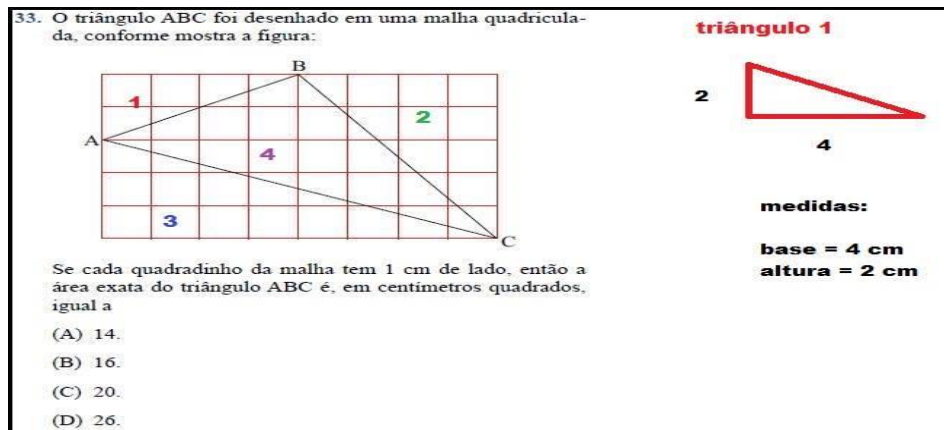 33. O triângulo ABC foi desenhado em uma malha quadricula-
da, conforme mostra a figura:
B
1
2
A
4
3
C
Se cada quadradinho da malha tem 1 cm de lado, então a
área exata do triângulo ABC é, em centímetros quadrados,
igual a
(A) 14.
(B) 16.
(C) 20.
(D) 26.
triângulo 1
2
4
medidas:
base = 4 cm
altura = 2 cm